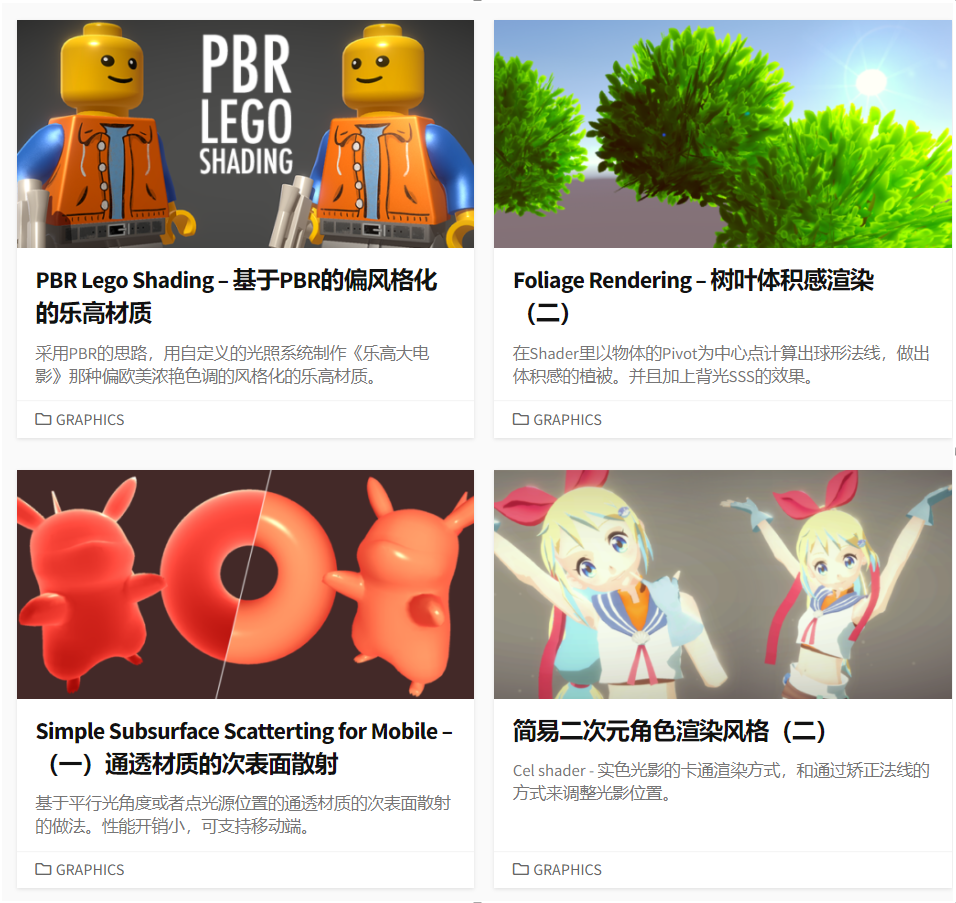 PBR
LEGO
SHADING
PBR Lego Shading – 基于PBR的偏风格化
的乐高材质
采用PBR的思路，用自定义的光照系统制作《乐高大电
影》那种偏欧美浓艳色调的风格化的乐高材质。
GRAPHICS
Foliage Rendering – 树叶体积感渲染
（二）
在Shader里以物体的Pivot为中心点计算出球形法线，做出
体积感的植被。并且加上背光SSS的效果。
GRAPHICS
Simple Subsurface Scatterting for Mobile –
（一）通透材质的次表面散射
基于平行光角度或者点光源位置的通透材质的次表面散射
的做法。性能开销小，可支持移动端。
GRAPHICS
简易二次元角色渲染风格（二）
Cel shader - 实色光影的卡通渲染方式，和通过矫正法线的
方式来调整光影位置。
GRAPHICS